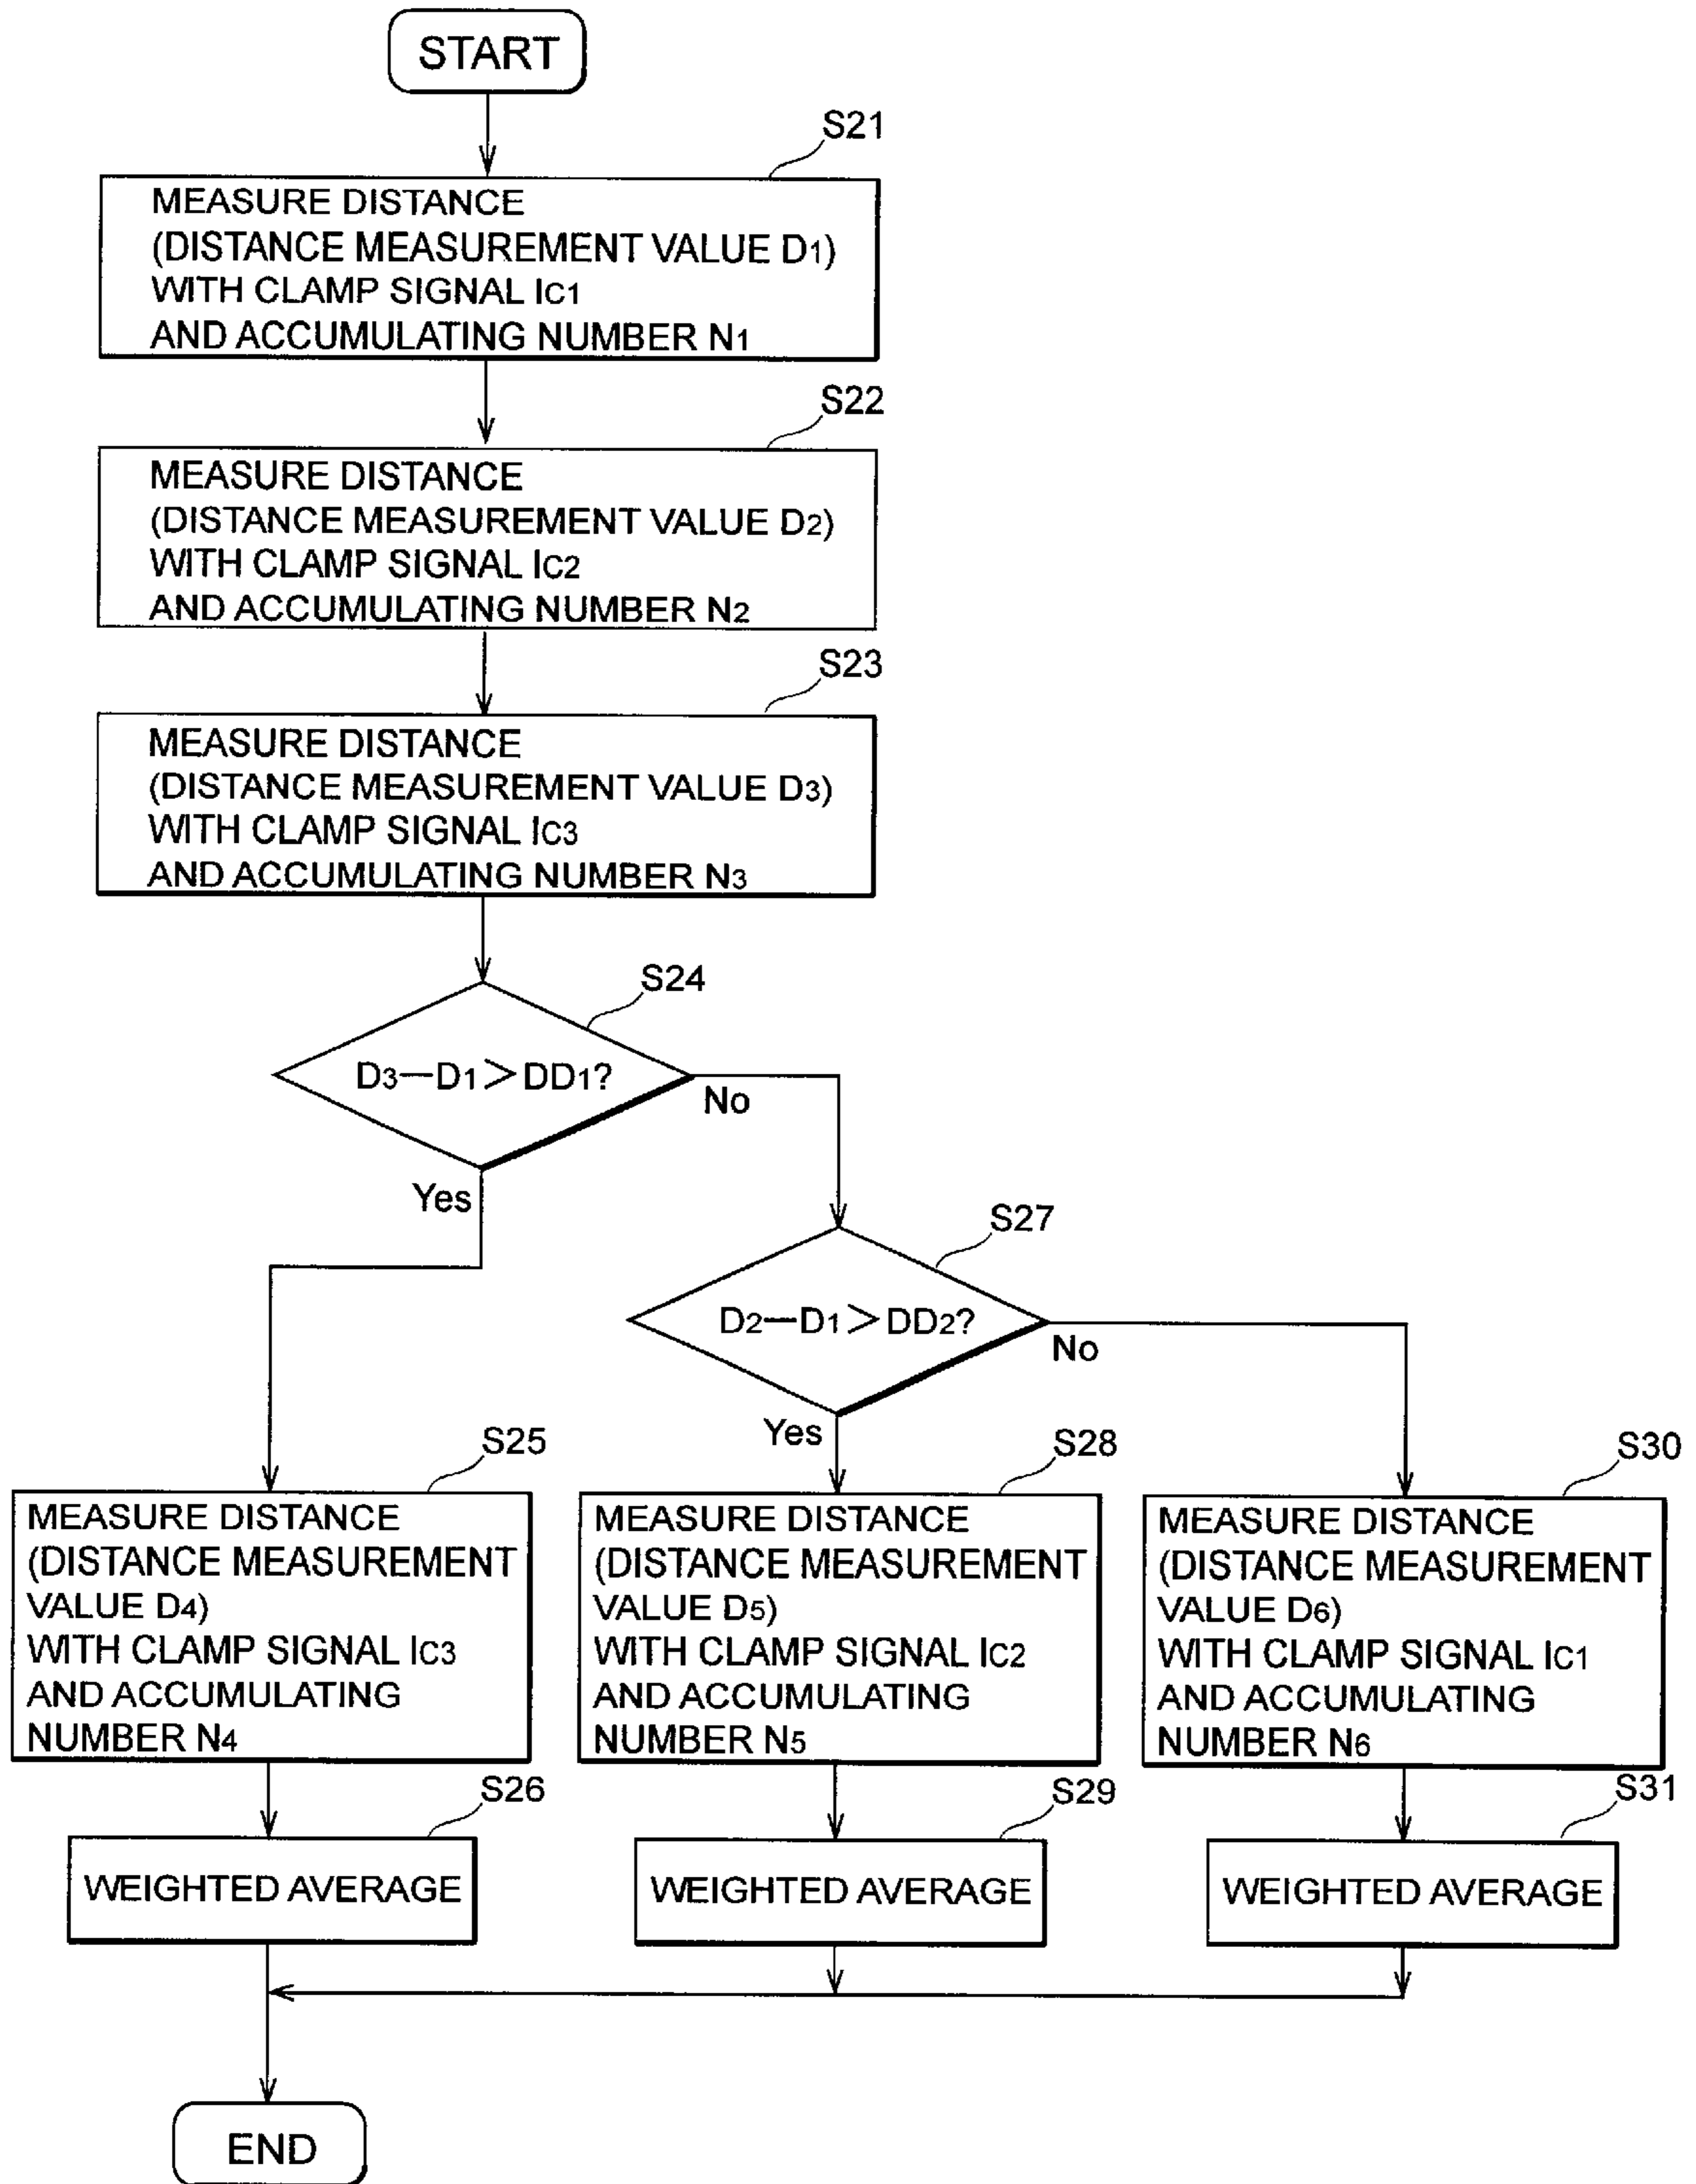 START
S21
MEASURE DISTANCE
(DISTANCE MEASUREMENT VALUE D1)
WITH CLAMP SIGNAL IC1
AND ACCUMULATING NUMBER N1
S22
MEASURE DISTANCE
(DISTANCE MEASUREMENT VALUE D2)
WITH CLAMP SIGNAL IC2
AND ACCUMULATING NUMBER N2
S23
MEASURE DISTANCE
(DISTANCE MEASUREMENT VALUE D3)
WITH CLAMP SIGNAL IC3
AND ACCUMULATING NUMBER N3
S24
D3—D1>DD1?
No
Yes
S27
D2—D1>DD2?
No
Yes
S25
MEASURE DISTANCE
(DISTANCE MEASUREMENT
VALUE D4)
WITH CLAMP SIGNAL IC3
AND ACCUMULATING
NUMBER N4
S28
MEASURE DISTANCE
(DISTANCE MEASUREMENT
VALUE D5)
WITH CLAMP SIGNAL IC2
AND ACCUMULATING
NUMBER N5
S30
MEASURE DISTANCE
(DISTANCE MEASUREMENT
VALUE D6)
WITH CLAMP SIGNAL IC1
AND ACCUMULATING
NUMBER N6
S26
WEIGHTED AVERAGE
S29
WEIGHTED AVERAGE
S31
WEIGHTED AVERAGE
END